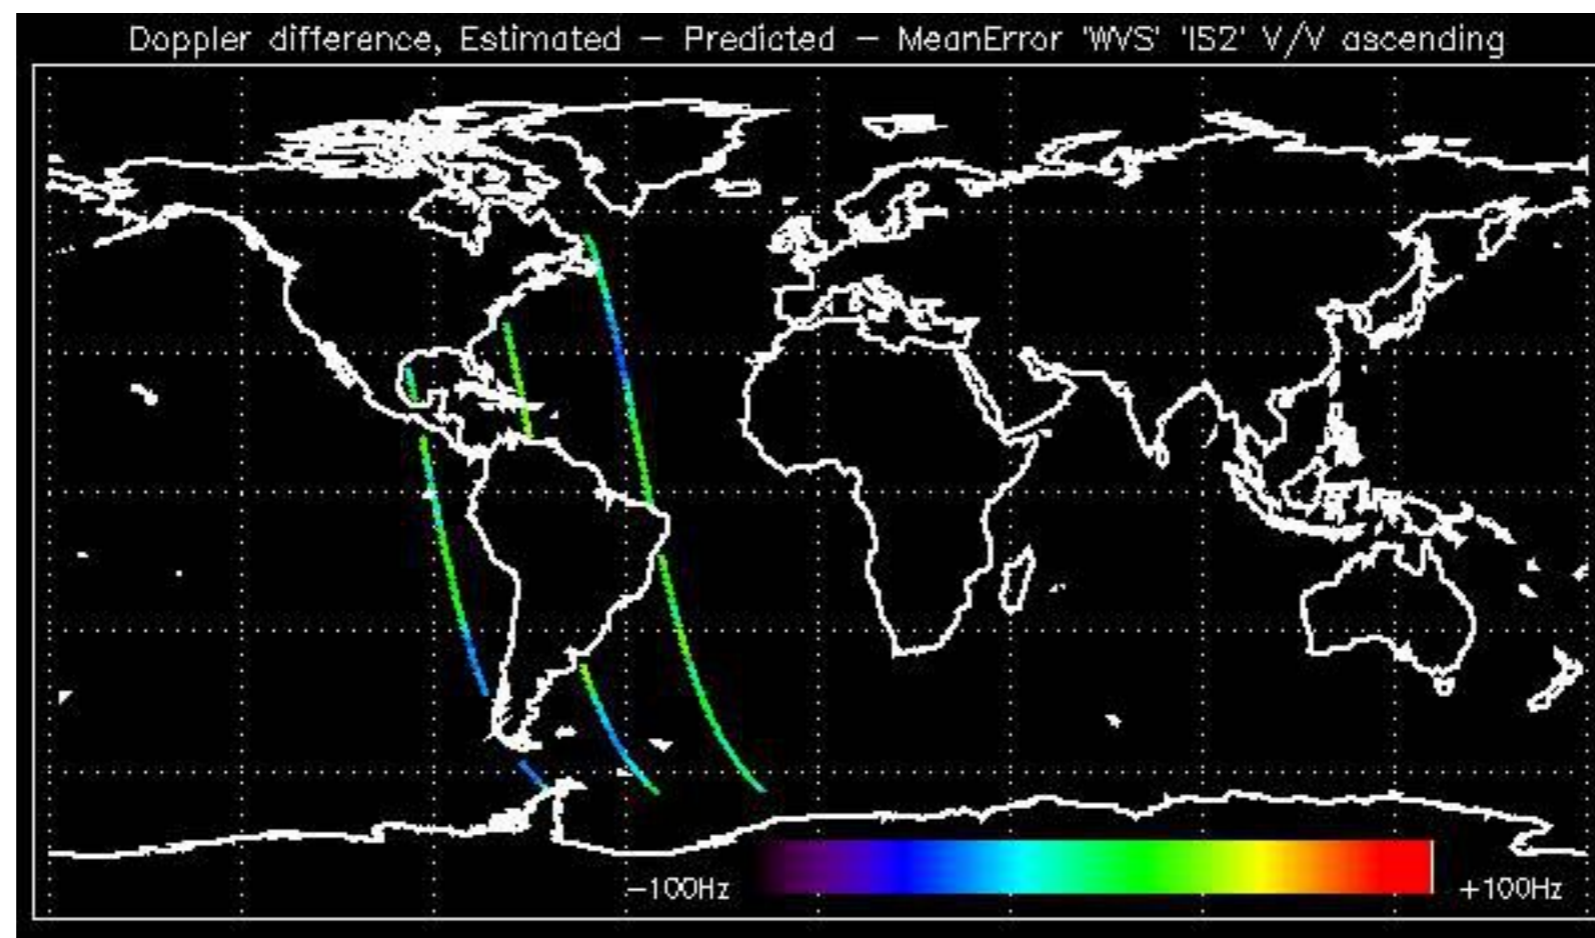 Doppler difference, Estimated – Predicted – MeanError 'WVS' 'IS2' V/V ascending
–100Hz
+100Hz